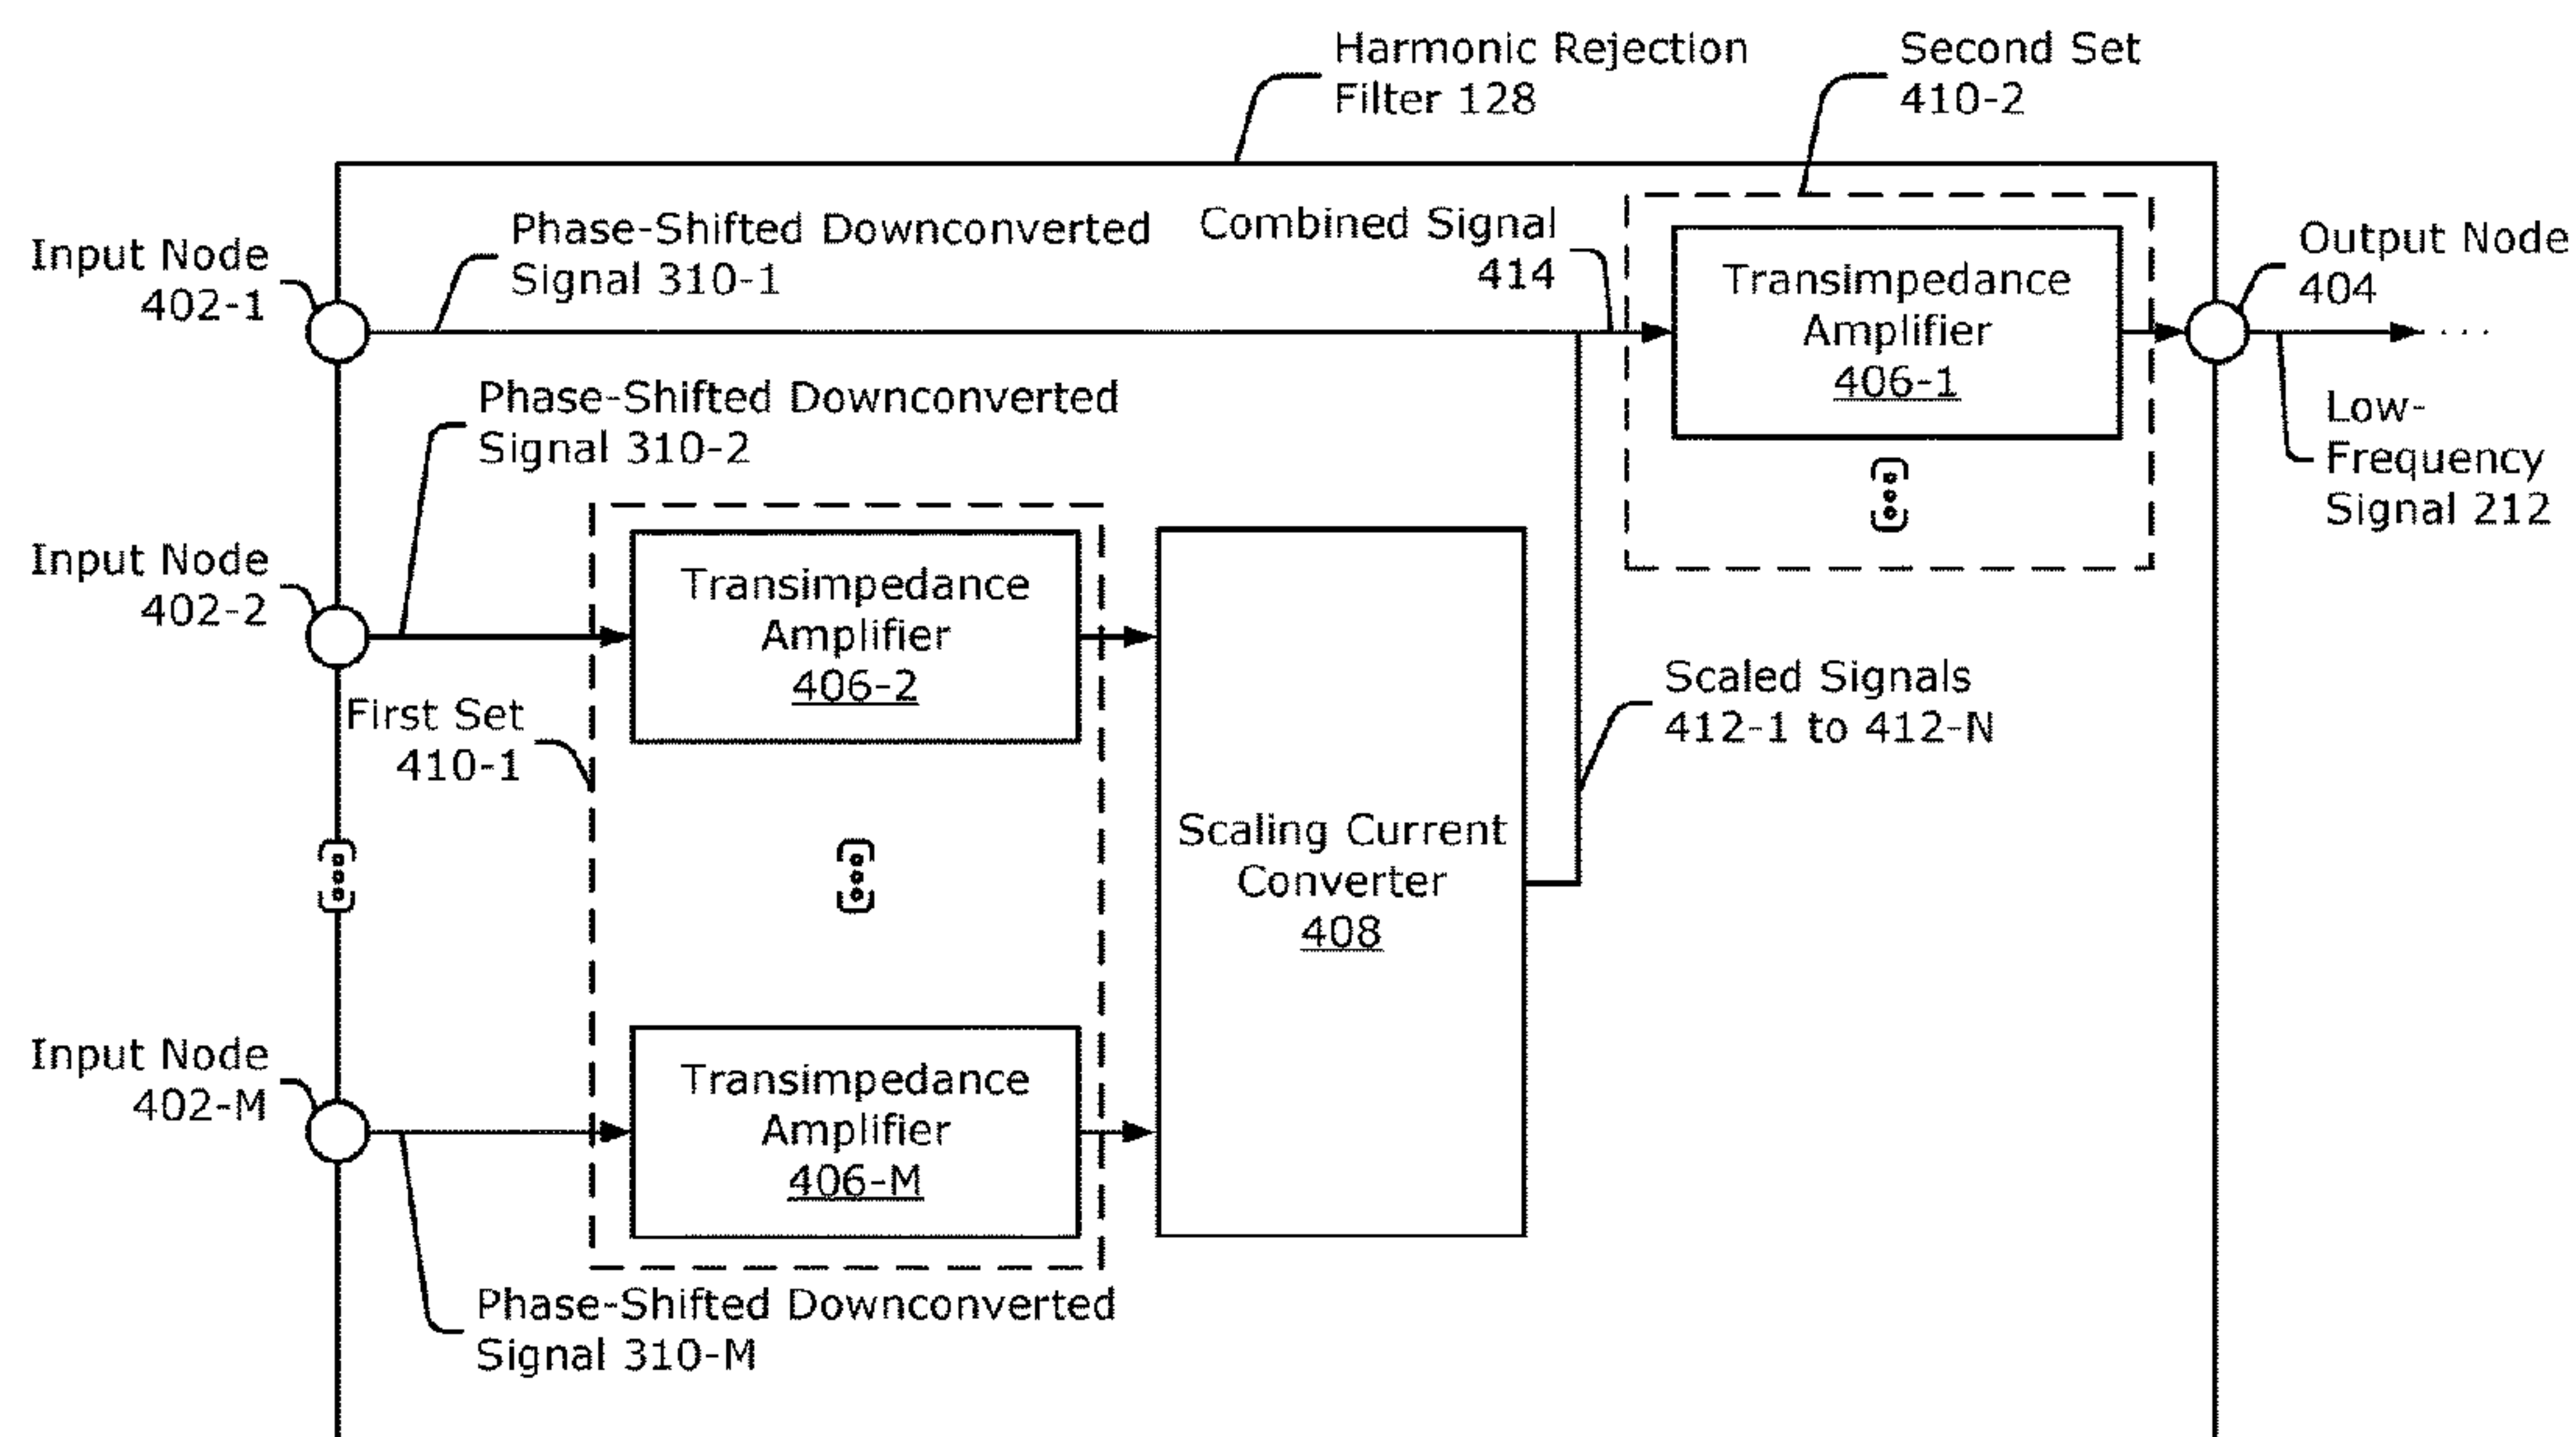 Harmonic Rejection
Filter 128
Second Set
410-2
Input Node
402-1
Phase-Shifted Downconverted
Signal 310-1
Combined Signal
414
Transimpedance
Amplifier
406-1
Output Node
404
Low-
Frequency
Signal 212
Phase-Shifted Downconverted
Signal 310-2
Input Node
402-2
Transimpedance
Amplifier
406-2
First Set
410-1
Scaling Current
Converter
408
Scaled Signals
412-1 to 412-N
Input Node
402-M
Transimpedance
Amplifier
406-M
Phase-Shifted Downconverted
Signal 310-M